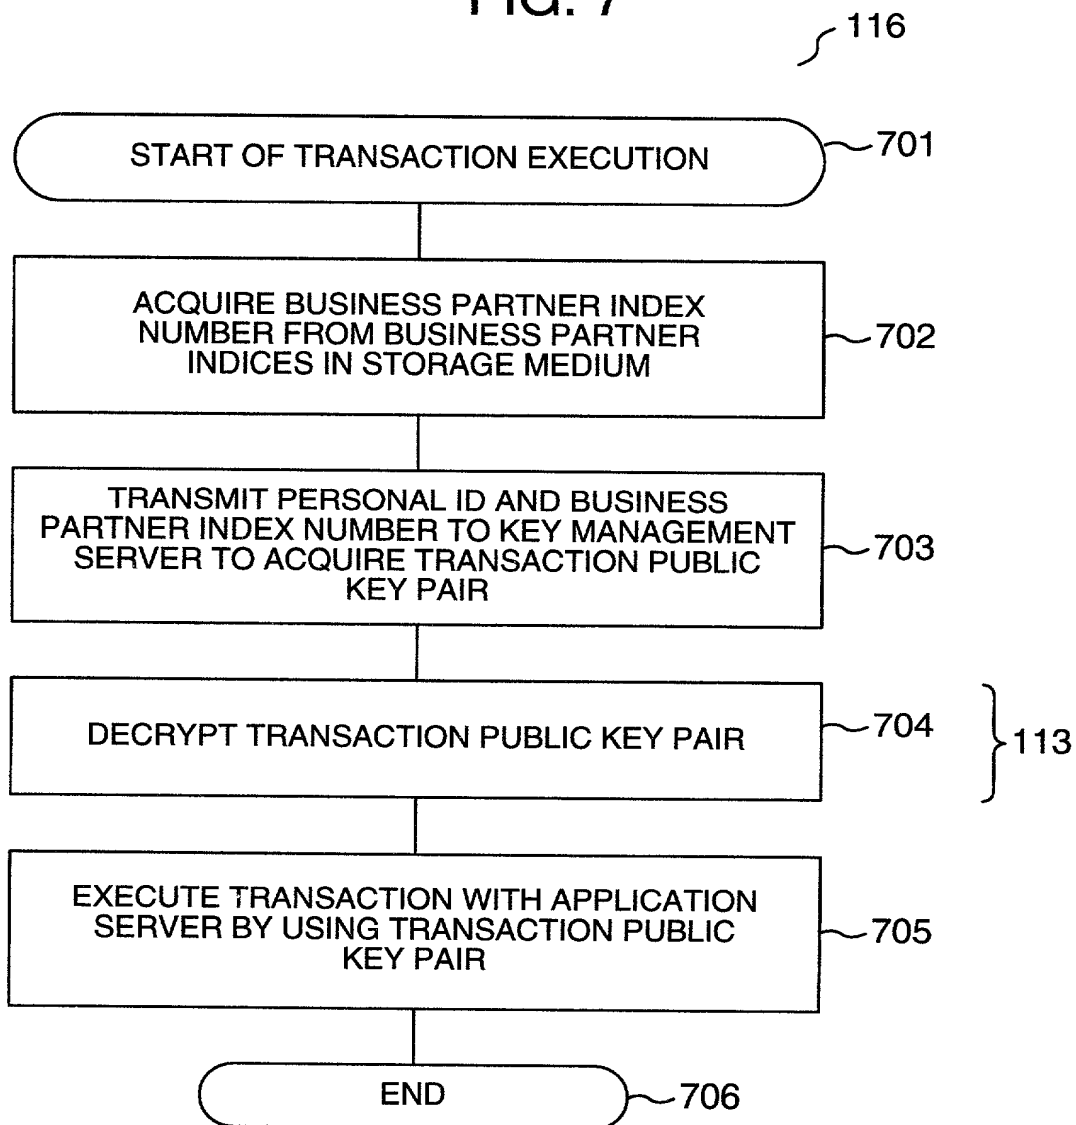 FIG. 7
116
START OF TRANSACTION EXECUTION
701
ACQUIRE BUSINESS PARTNER INDEX
NUMBER FROM BUSINESS PARTNER
INDICES IN STORAGE MEDIUM
702
TRANSMIT PERSONAL ID AND BUSINESS
PARTNER INDEX NUMBER TO KEY MANAGEMENT
SERVER TO ACQUIRE TRANSACTION PUBLIC
KEY PAIR
703
DECRYPT TRANSACTION PUBLIC KEY PAIR
704
113
EXECUTE TRANSACTION WITH APPLICATION
SERVER BY USING TRANSACTION PUBLIC
KEY PAIR
705
END
706